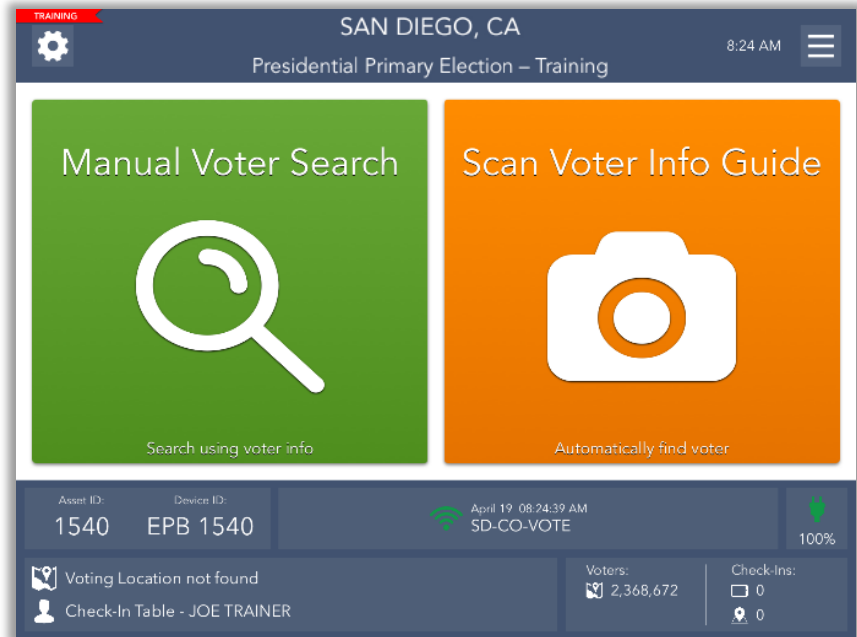 TRAINING
SAN DIEGO, CA
Presidential Primary Election – Training
8:24 AM
Manual Voter Search
Search using voter info
Scan Voter Info Guide
Automatically find voter
Asset ID:
1540
Device ID:
EPB 1540
April 19 08:24:39 AM
SD-CO-VOTE
100%
Voting Location not found
Check-In Table - JOE TRAINER
Voters:
2,368,672
Check-Ins:
0
0